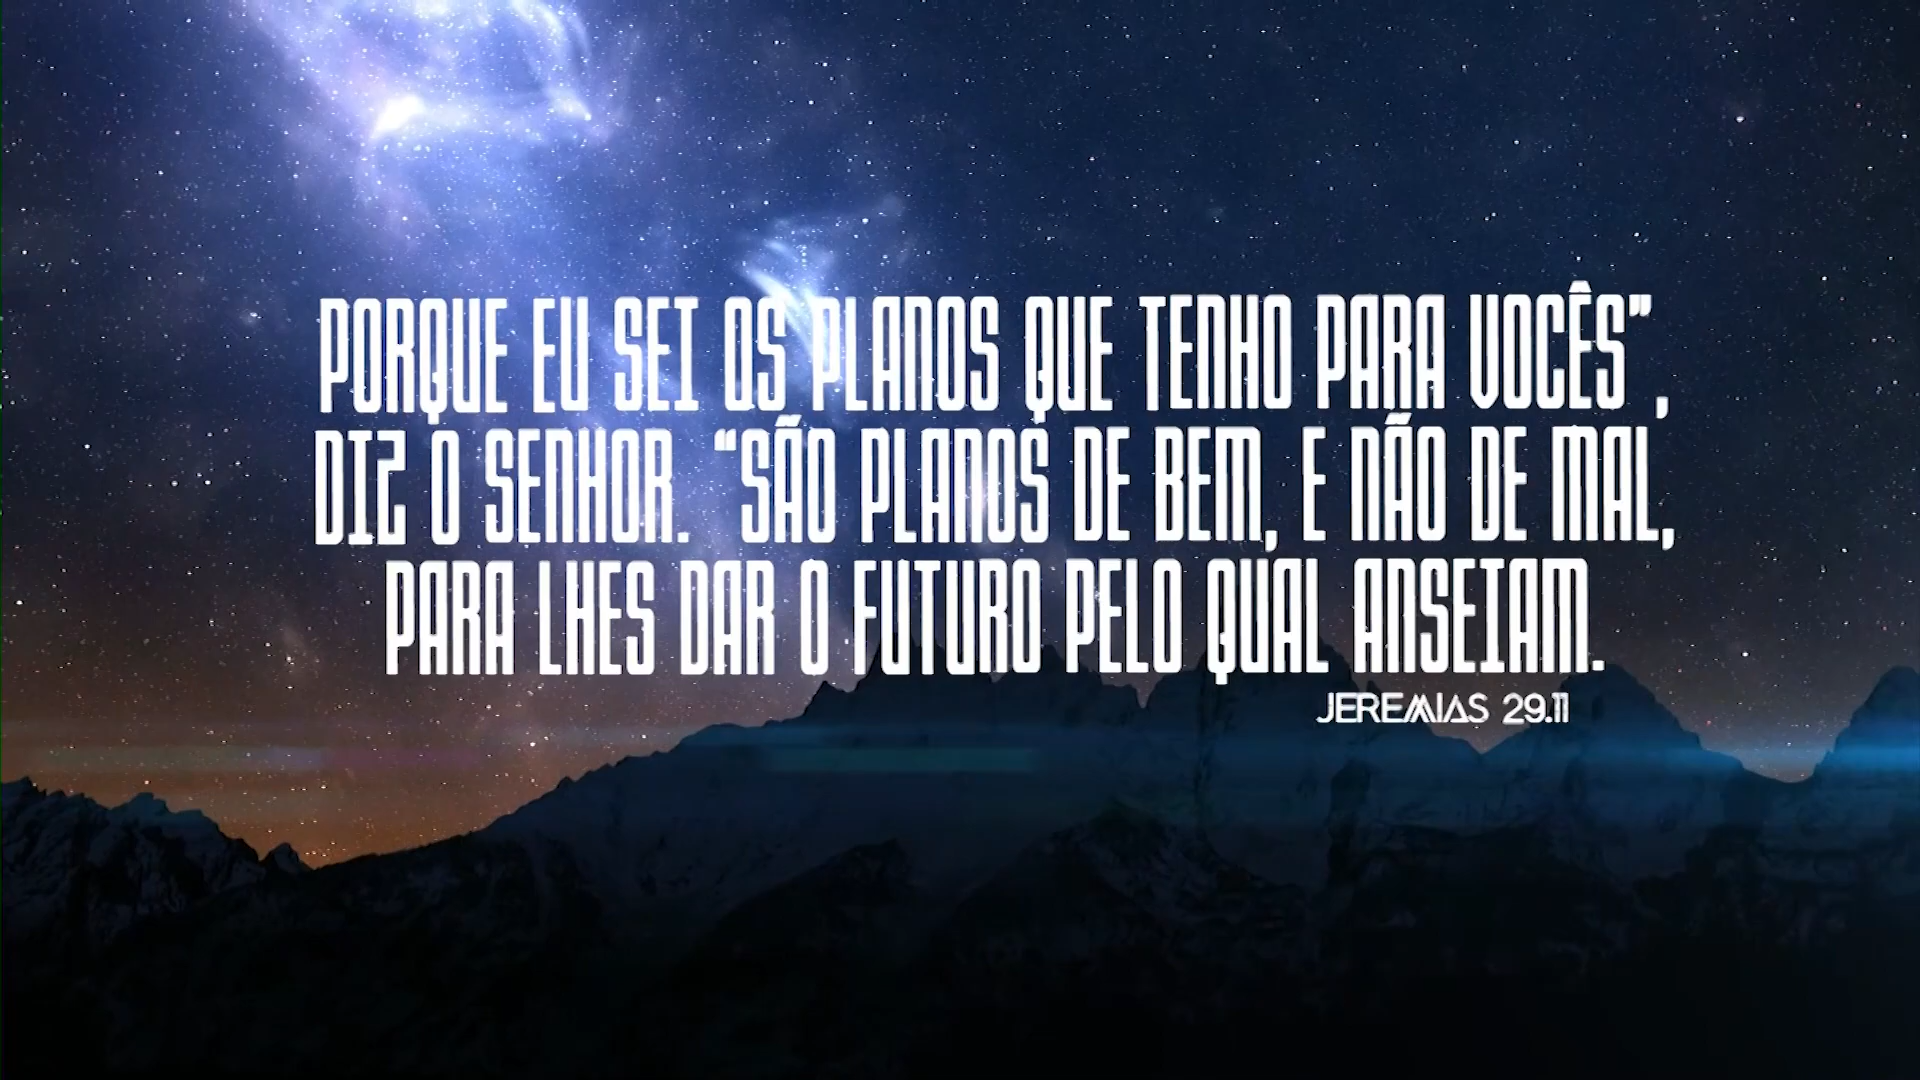 PORQUE EU SEI OS PLANOS QUE TENHO PARA VOCÊS”,
DIZ O SENHOR. “SÃO PLANOS DE BEM, E NÃO DE MAL,
PARA LHES DAR O FUTURO PELO QUAL ANSEIAM.
JEREMIAS 29.11